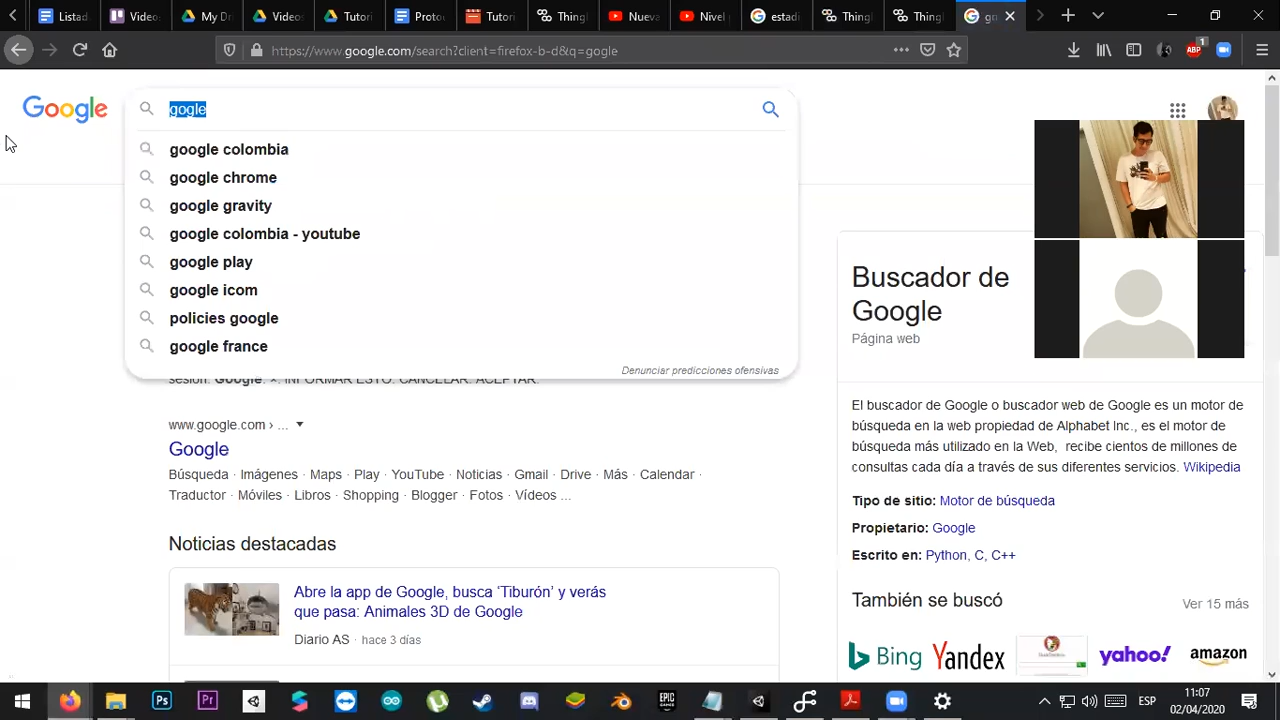 Listad
Video
My Dr
Video
Tutori
Proto
Tutori
Thing
Nueva
Nivel
estadi
Thing
Thing
https://www.google.com/search?client=firefox-b-d&q=gogle
ABP
1
Google
gogle
google colombia
google chrome
google gravity
google colombia - youtube
google play
google icom
policies google
google france
Denunciar predicciones ofensivas
sesión. Google. ×. INFORMAR ESTO. CANCELAR. ACEPTAR.
www.google.com › ...
Google
Búsqueda · Imágenes · Maps · Play · YouTube · Noticias · Gmail · Drive · Más · Calendar ·
Traductor · Móviles · Libros · Shopping · Blogger · Fotos · Vídeos ...
Noticias destacadas
Abre la app de Google, busca ‘Tiburón’ y verás
que pasa: Animales 3D de Google
Diario AS · hace 3 días
Buscador de
Google
Página web
El buscador de Google o buscador web de Google es un motor de
búsqueda en la web propiedad de Alphabet Inc., es el motor de
búsqueda más utilizado en la Web, recibe cientos de millones de
consultas cada día a través de sus diferentes servicios. Wikipedia
Tipo de sitio: Motor de búsqueda
Propietario: Google
Escrito en: Python, C, C++
También se buscó
Ver 15 más
Bing
Yandex
yahoo!
amazon
Ps
Pr
EPIC
GAMES
ESP
11:07
02/04/2020